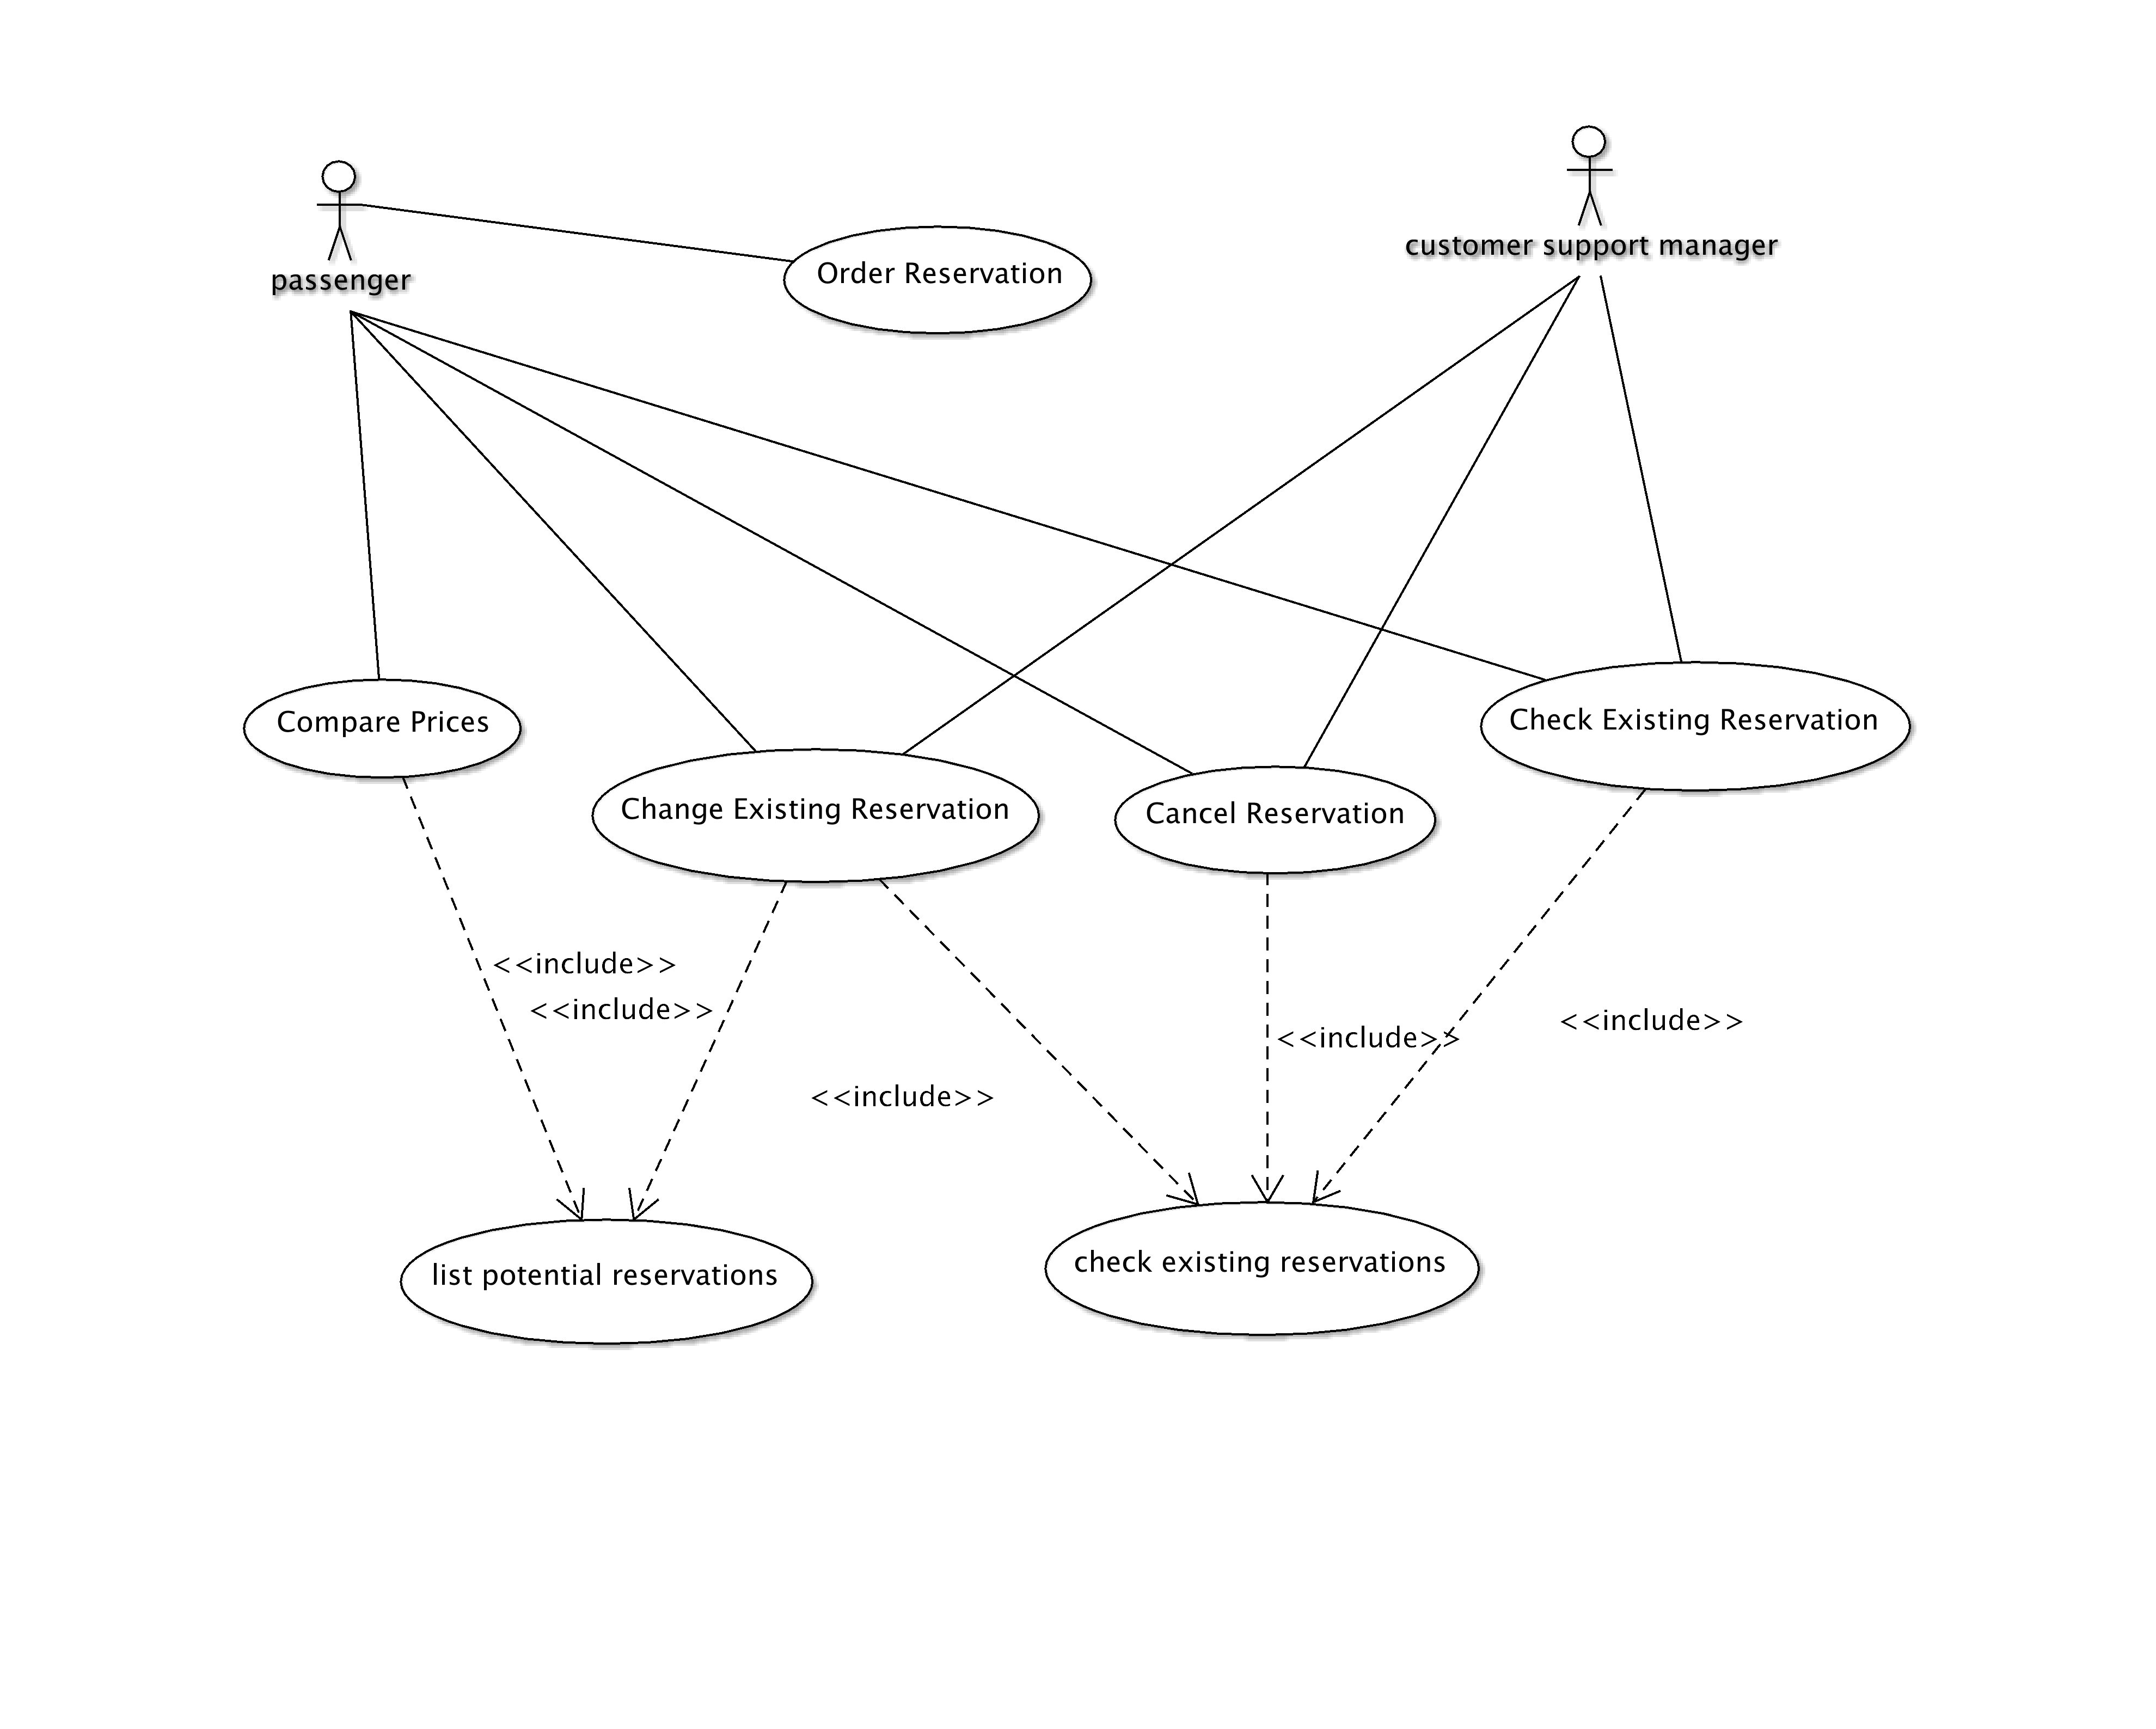 customer support manager
passenger
Order Reservation
Compare Prices
Check Existing Reservation
Change Existing Reservation
Cancel Reservation
<<include>>
<<include>>
<<include>>
<<include>>
<<include>>
list potential reservations
check existing reservations